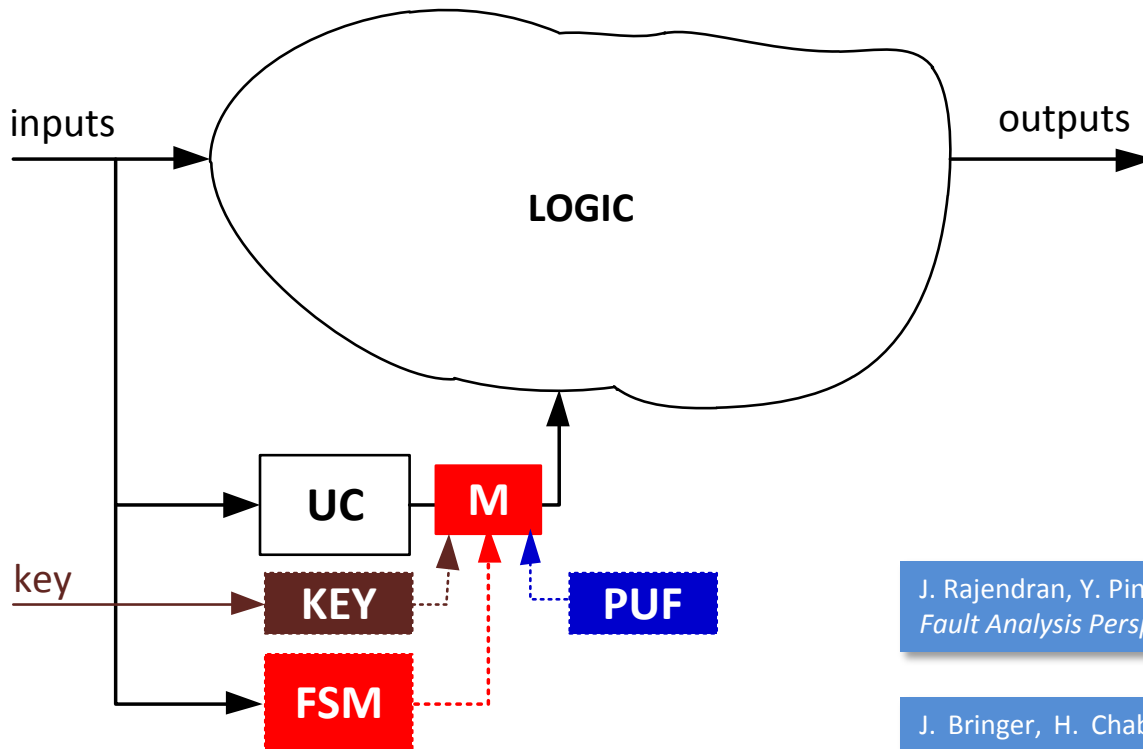 inputs
outputs
LOGIC
UC
M
key
KEY
PUF
FSM
J. Rajendran, Y. Pin
Fault Analysis Persp
J. Bringer, H. Chab